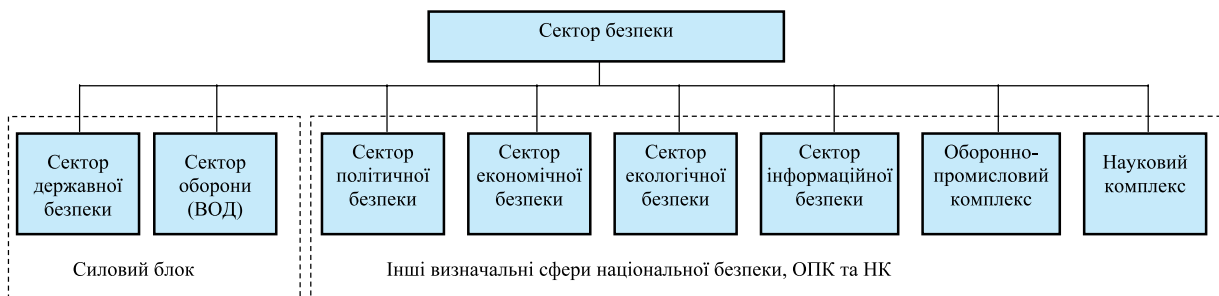 Сектор безпеки
Сектор
державної
безпеки
Сектор
оборони
(ВОД)
Сектор
політичної
безпеки
Сектор
економічної
безпеки
Сектор
екологічної
безпеки
Сектор
інформаційної
безпеки
Оборонно-
промисловий
комплекс
Науковий
комплекс
Силовий блок
Інші визначальні сфери національної безпеки, ОПК та НК